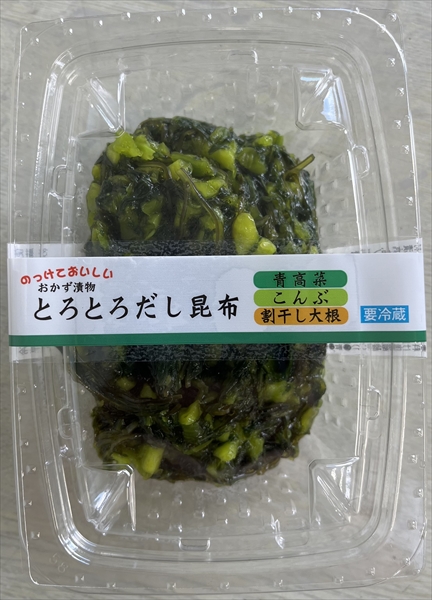 のっけておいしい
おかず漬物
とろとろだし昆布
青高菜
こんぶ
割干し大根
要冷蔵